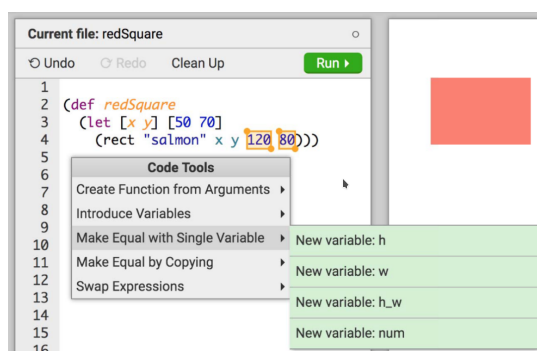 Current file: redSquare
Undo Redo Clean Up Run
1
2 (def redSquare
3 (let [x y] [50 70]
4 (rect "salmon" x y 120 80)))
5
6
7
8
9
10
11
12
13
14
15
16
Code Tools
Create Function from Arguments
Introduce Variables
Make Equal with Single Variable
Make Equal by Copying
Swap Expressions
New variable: h
New variable: w
New variable: h_w
New variable: num